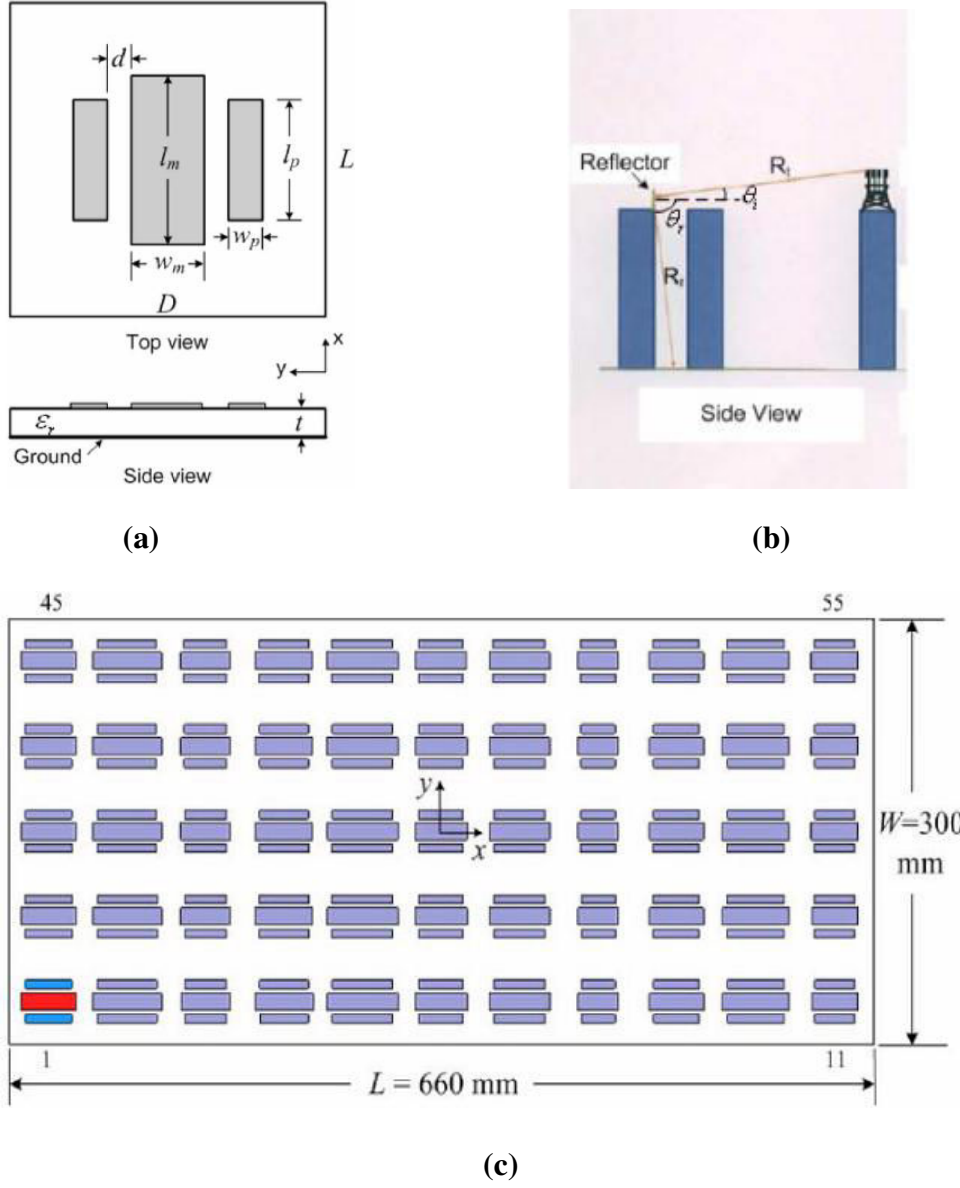 d
l_m
l_p
L
w_p
w_m
D
Top view
x
y
ε_r
t
Ground
Side view
(a)
Reflector
R_t
θ_i
θ_r
R_r
Side View
(b)
45 55
y
x
W=300
mm
1 11
L = 660 mm
(c)